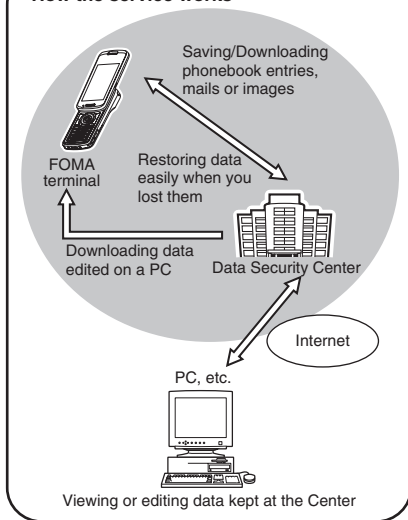 How the service works
Saving/Downloading
phonebook entries,
mails or images
FOMA
terminal
Restoring data
easily when you
lost them
Downloading data
edited on a PC
Data Security Center
Internet
PC, etc.
Viewing or editing data kept at the Center